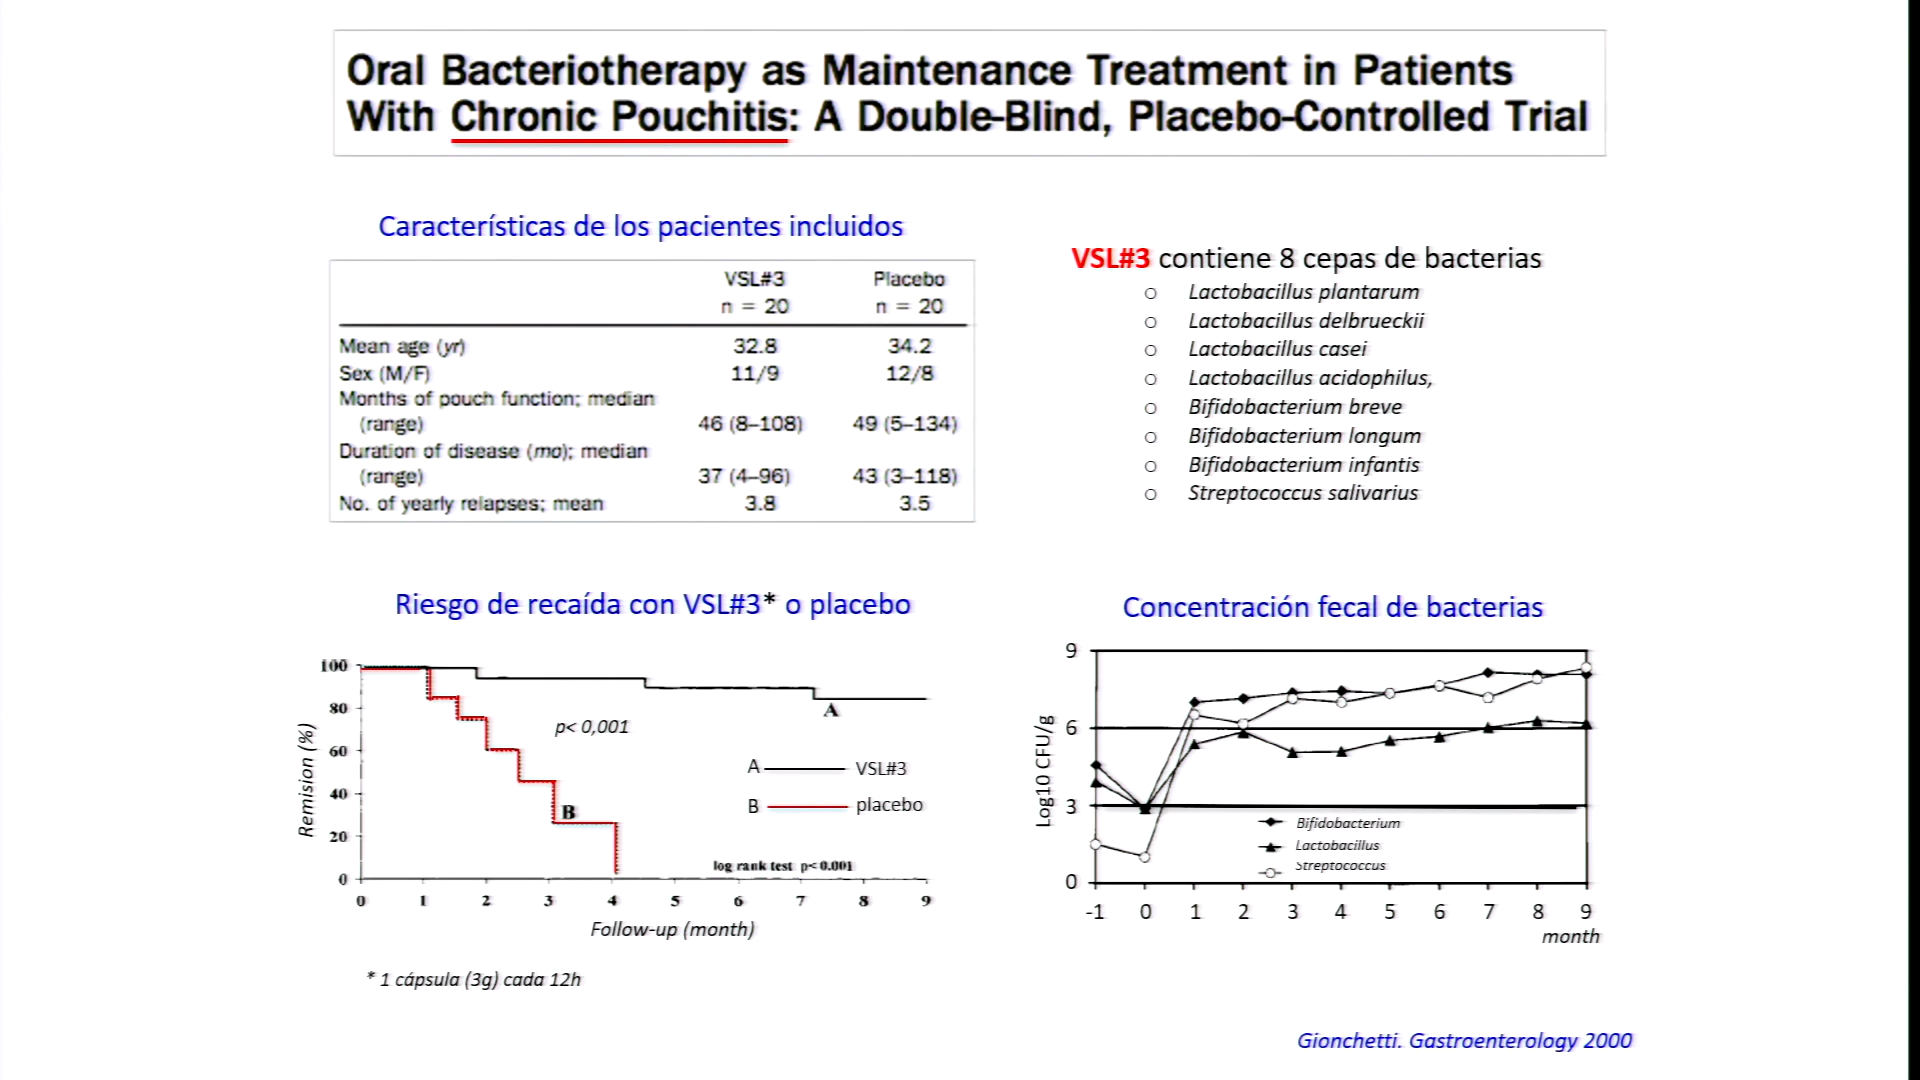 Oral Bacteriotherapy as Maintenance Treatment in Patients
With Chronic Pouchitis: A Double-Blind, Placebo-Controlled Trial
Características de los pacientes incluidos
VSL#3 Placebo
n = 20 n = 20
Mean age (yr) 32.8 34.2
Sex (M/F) 11/9 12/8
Months of pouch function; median
(range) 46 (8–108) 49 (5–134)
Duration of disease (mo); median
(range) 37 (4–96) 43 (3–118)
No. of yearly relapses; mean 3.8 3.5
VSL#3 contiene 8 cepas de bacterias
○ Lactobacillus plantarum
○ Lactobacillus delbrueckii
○ Lactobacillus casei
○ Lactobacillus acidophilus,
○ Bifidobacterium breve
○ Bifidobacterium longum
○ Bifidobacterium infantis
○ Streptococcus salivarius
Riesgo de recaída con VSL#3* o placebo
Remision (%)
100
80
60
40
20
0
p< 0,001
A
A VSL#3
B placebo
B
log rank test p<0.001
0 1 2 3 4 5 6 7 8 9
Follow-up (month)
* 1 cápsula (3g) cada 12h
Concentración fecal de bacterias
Log10 CFU/g
9
6
3
0
Bifidobacterium
Lactobacillus
Streptococcus
-1 0 1 2 3 4 5 6 7 8 9
month
Gionchetti. Gastroenterology 2000